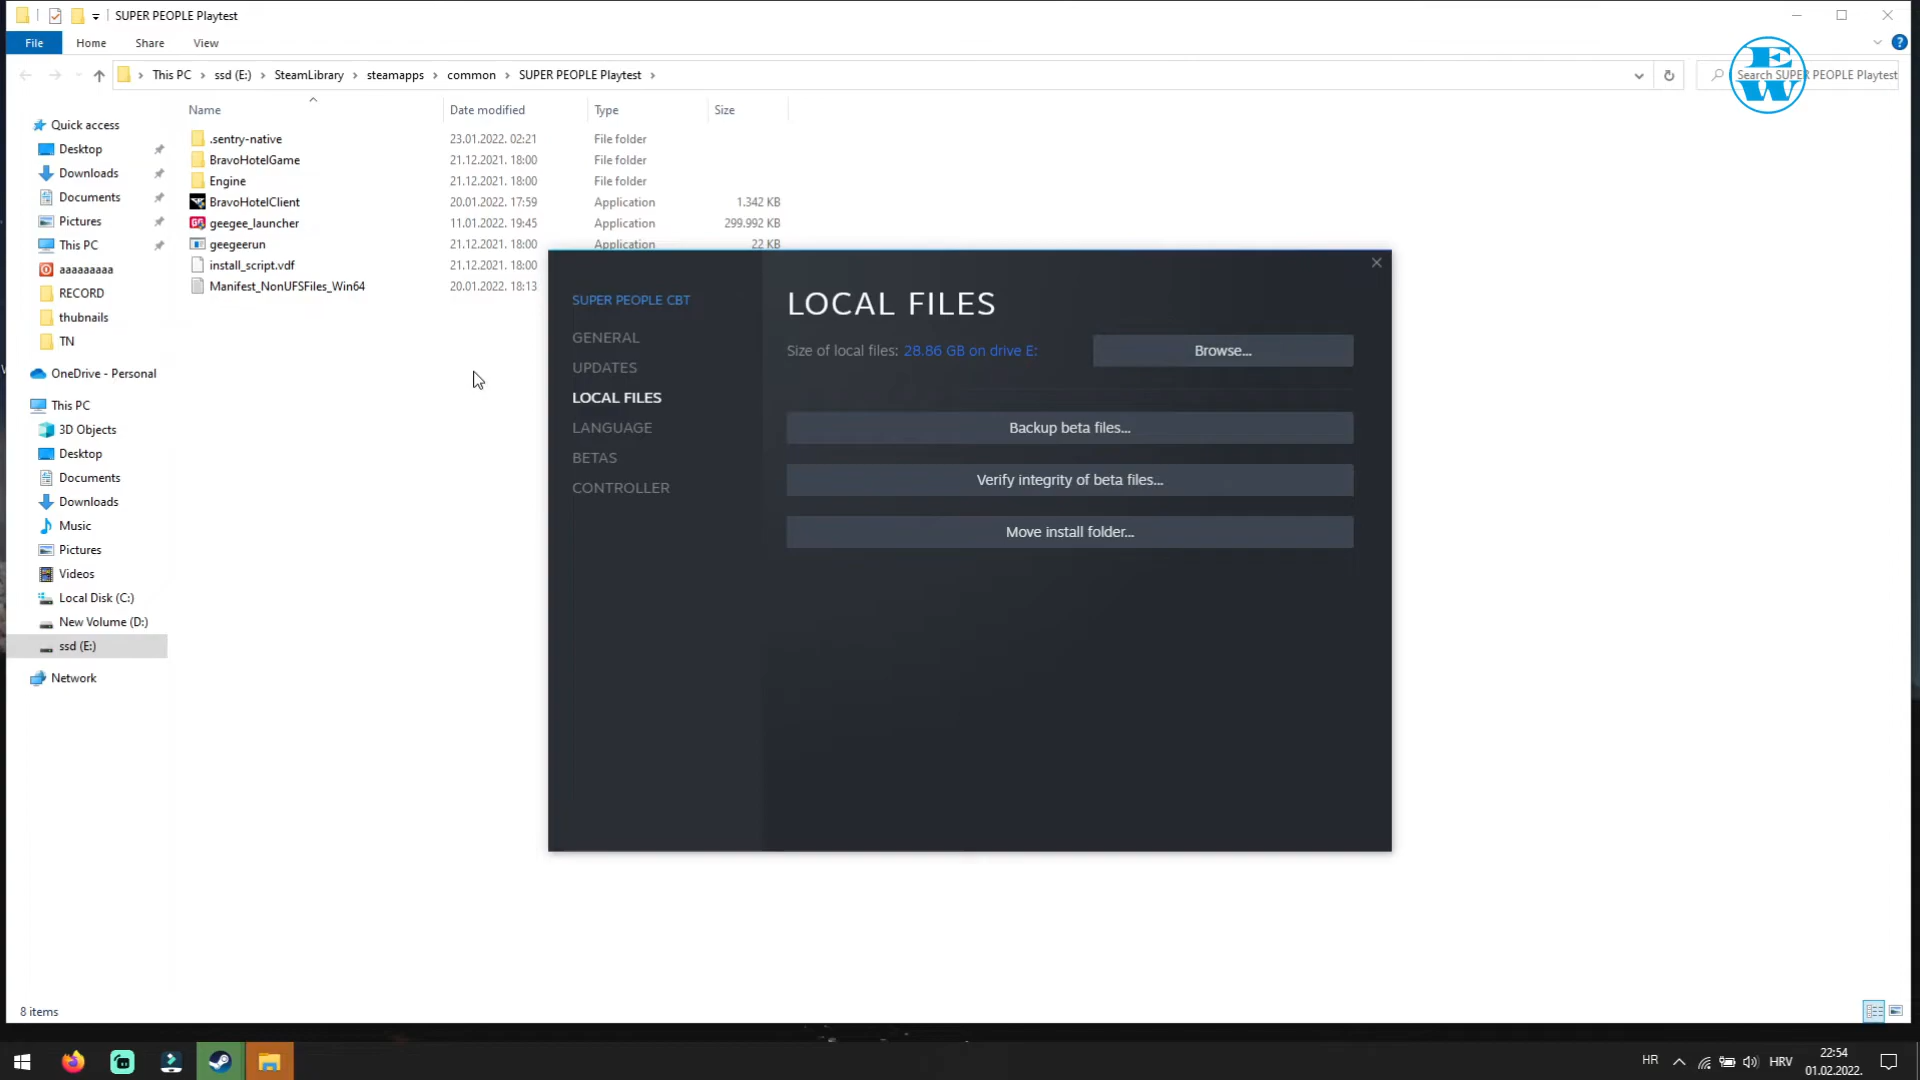 SUPER PEOPLE Playtest
File Home Share View
This PC ssd (E:) SteamLibrary steamapps common SUPER PEOPLE Playtest
Search SUPER PEOPLE Playtest
EW
Quick access
Desktop
Downloads
Documents
Pictures
This PC
aaaaaaaaa
RECORD
thubnails
TN
OneDrive - Personal
This PC
3D Objects
Desktop
Documents
Downloads
Music
Pictures
Videos
Local Disk (C:)
New Volume (D:)
ssd (E:)
Network
Name Date modified Type Size
.sentry-native 23.01.2022. 02:21 File folder
BravoHotelGame 21.12.2021. 18:00 File folder
Engine 21.12.2021. 18:00 File folder
BravoHotelClient 20.01.2022. 17:59 Application 1.342 KB
geegee_launcher 11.01.2022. 19:45 Application 299.992 KB
geegeerun 21.12.2021. 18:00 Application 22 KB
install_script.vdf 21.12.2021. 18:00
Manifest_NonUFSFiles_Win64 20.01.2022. 18:13
SUPER PEOPLE CBT
GENERAL
UPDATES
LOCAL FILES
LANGUAGE
BETAS
CONTROLLER
LOCAL FILES
Size of local files: 28.86 GB on drive E:
Browse...
Backup beta files...
Verify integrity of beta files...
Move install folder...
8 items
HR
HRV
22:54
01.02.2022.